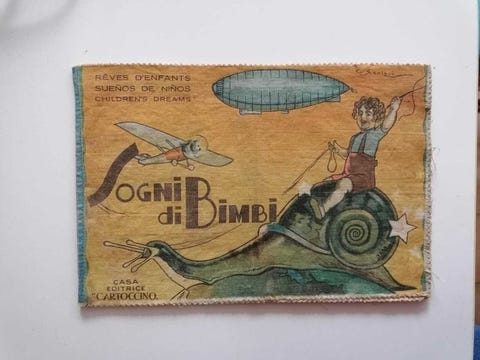 RÊVES D'ENFANTS
SUEÑOS DE NIÑOS
CHILDREN'S DREAMS
SOGNI
di BIMBI
CASA
EDITRICE
"CARTOCCINO"